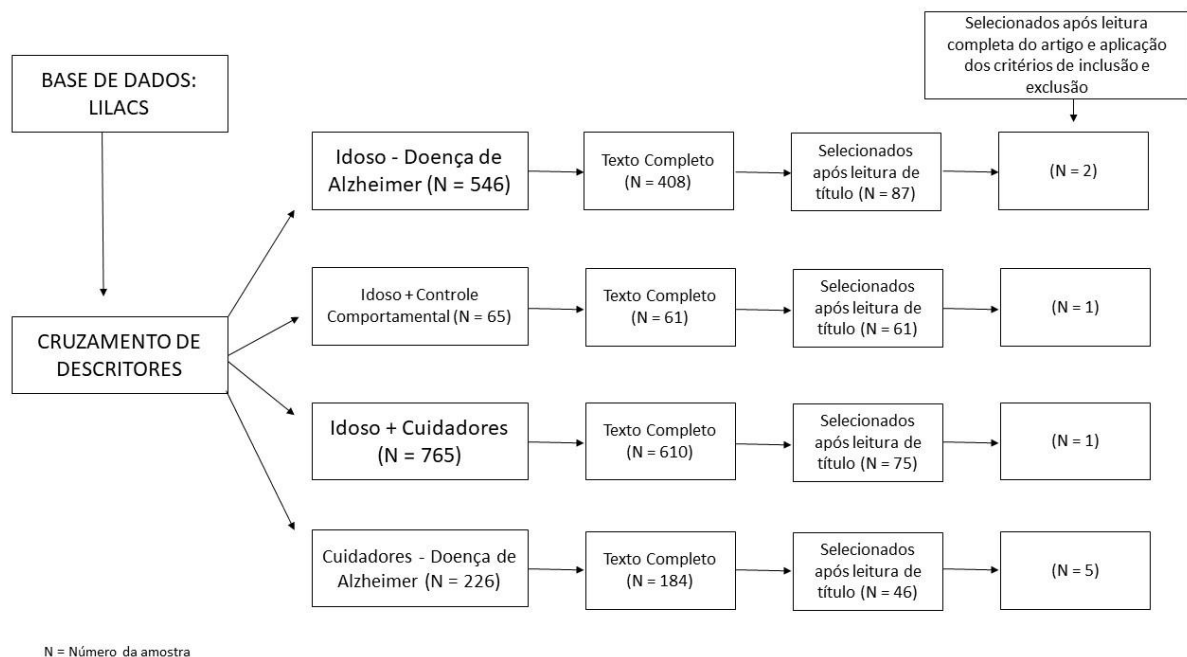 Selecionados após leitura
completa do artigo e aplicação
dos critérios de inclusão e
exclusão
BASE DE DADOS:
LILACS
Idoso - Doença de
Alzheimer (N = 546)
Texto Completo
(N = 408)
Selecionados
após leitura de
título (N = 87)
(N = 2)
CRUZAMENTO DE
DESCRITORES
Idoso + Controle
Comportamental (N = 65)
Texto Completo
(N = 61)
Selecionados
após leitura de
título (N = 61)
(N = 1)
Idoso + Cuidadores
(N = 765)
Texto Completo
(N = 610)
Selecionados
após leitura de
título (N = 75)
(N = 1)
Cuidadores - Doença de
Alzheimer (N = 226)
Texto Completo
(N = 184)
Selecionados
após leitura de
título (N = 46)
(N = 5)
N = Número da amostra